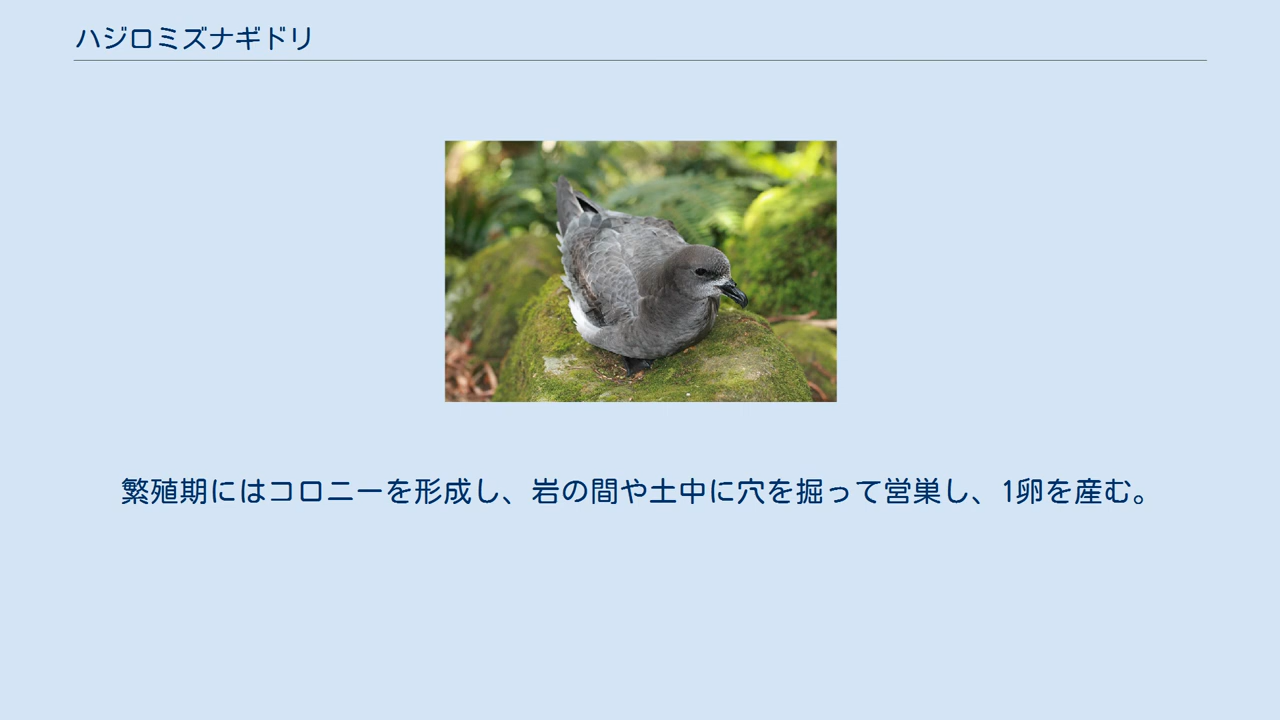 ハジロミズナギドリ
繁殖期にはコロニーを形成し、岩の間や土中に穴を掘って営巣し、1卵を産む。